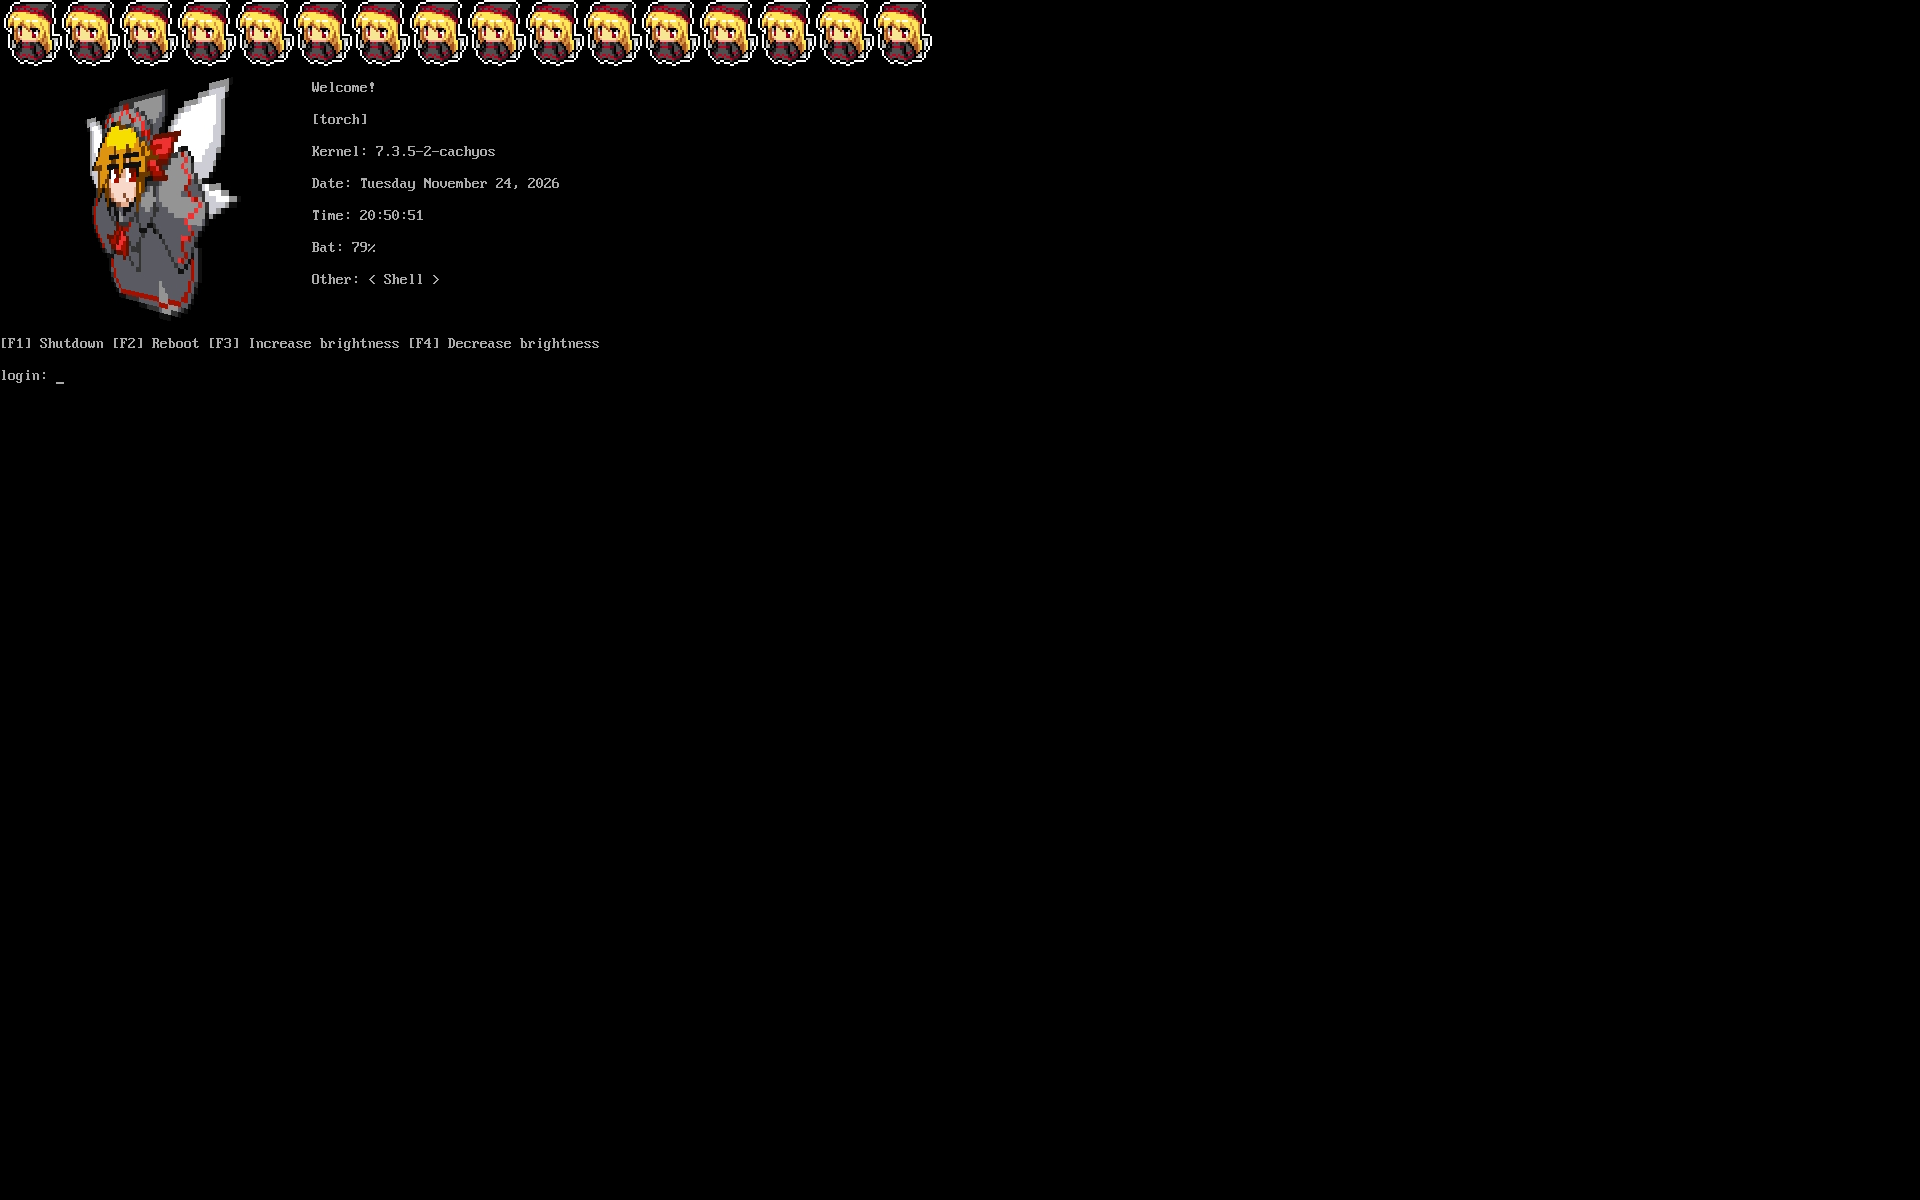 Welcome!
[torch]
Kernel: 7.3.5-2-cachyos
Date: Tuesday November 24, 2026
Time: 20:50:51
Bat: 79%
Other: < Shell >
[F1] Shutdown [F2] Reboot [F3] Increase brightness [F4] Decrease brightness
login: _